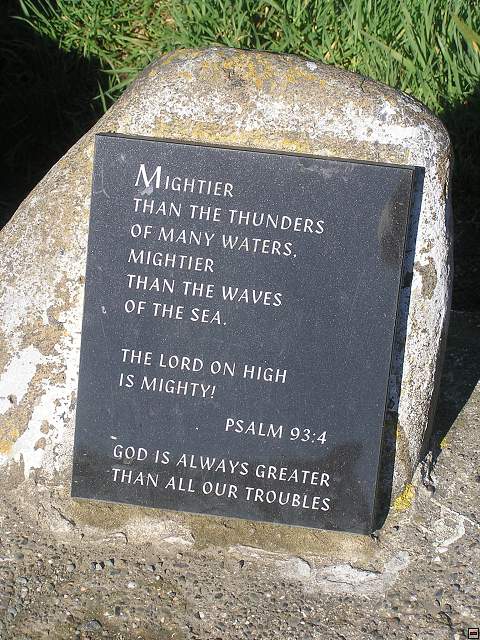 MIGHTIER
THAN THE THUNDERS
OF MANY WATERS,
MIGHTIER
THAN THE WAVES
OF THE SEA.
THE LORD ON HIGH
IS MIGHTY!
PSALM 93:4
GOD IS ALWAYS GREATER
THAN ALL OUR TROUBLES